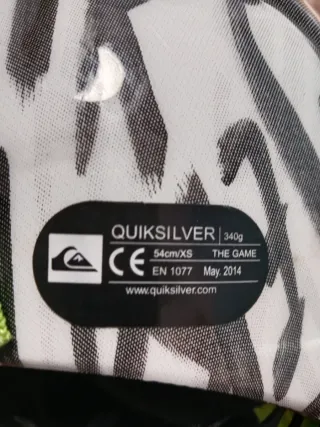 QUIKSILVER 340g
54cm/XS THE GAME
CE EN 1077 May. 2014
www.quiksilver.com